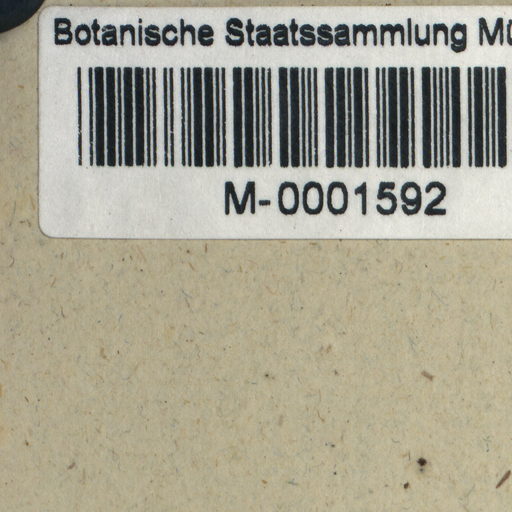 Botanische Staatssammlung Mü
M-0001592